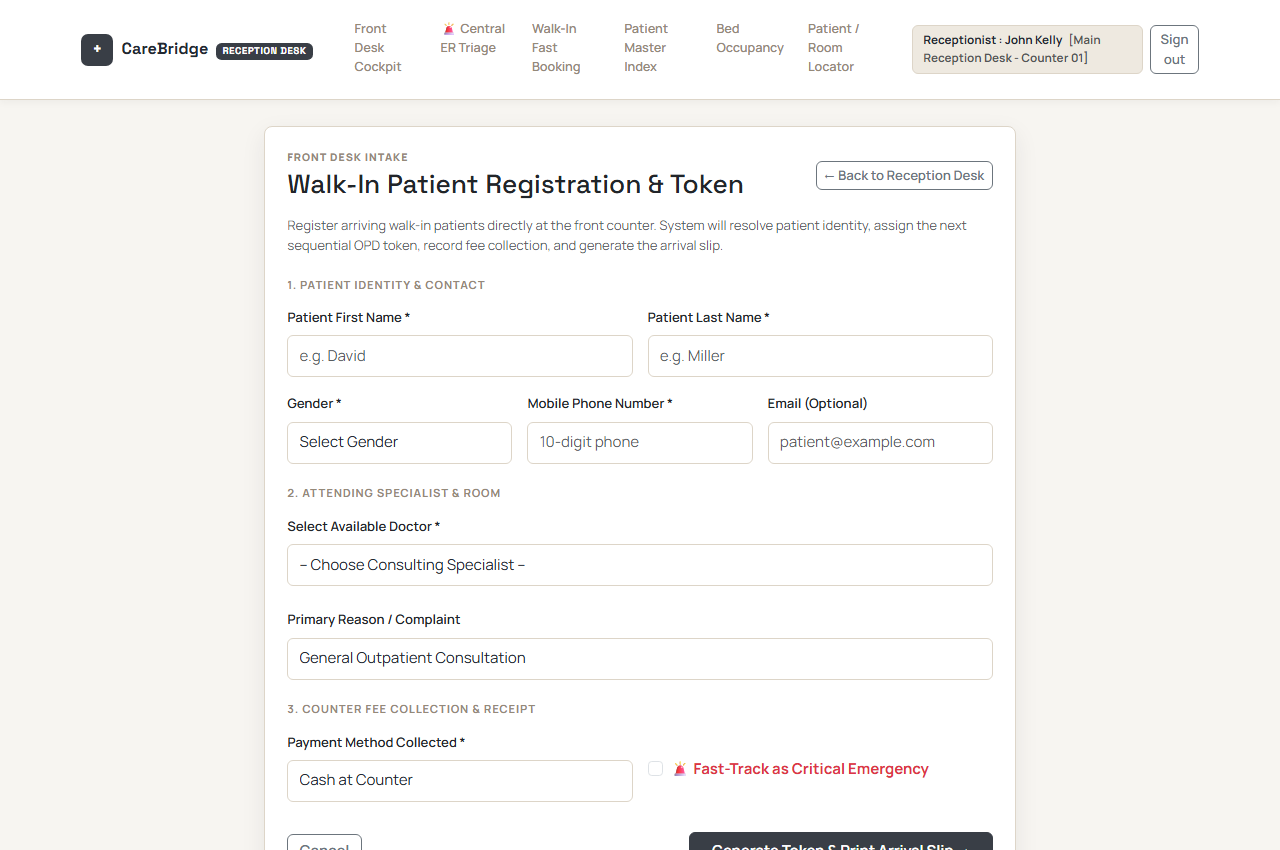 + CareBridge RECEPTION DESK
Front Desk Cockpit
🚨 Central ER Triage
Walk-In Fast Booking
Patient Master Index
Bed Occupancy
Patient / Room Locator
Receptionist : John Kelly [Main Reception Desk - Counter 01]
Sign out
FRONT DESK INTAKE
Walk-In Patient Registration & Token
← Back to Reception Desk
Register arriving walk-in patients directly at the front counter. System will resolve patient identity, assign the next
sequential OPD token, record fee collection, and generate the arrival slip.
1. PATIENT IDENTITY & CONTACT
Patient First Name *
Patient Last Name *
e.g. David
e.g. Miller
Gender *
Mobile Phone Number *
Email (Optional)
Select Gender
10-digit phone
patient@example.com
2. ATTENDING SPECIALIST & ROOM
Select Available Doctor *
-- Choose Consulting Specialist --
Primary Reason / Complaint
General Outpatient Consultation
3. COUNTER FEE COLLECTION & RECEIPT
Payment Method Collected *
Cash at Counter
🚨 Fast-Track as Critical Emergency
Cancel
Generate Token & Print Arrival Slip →